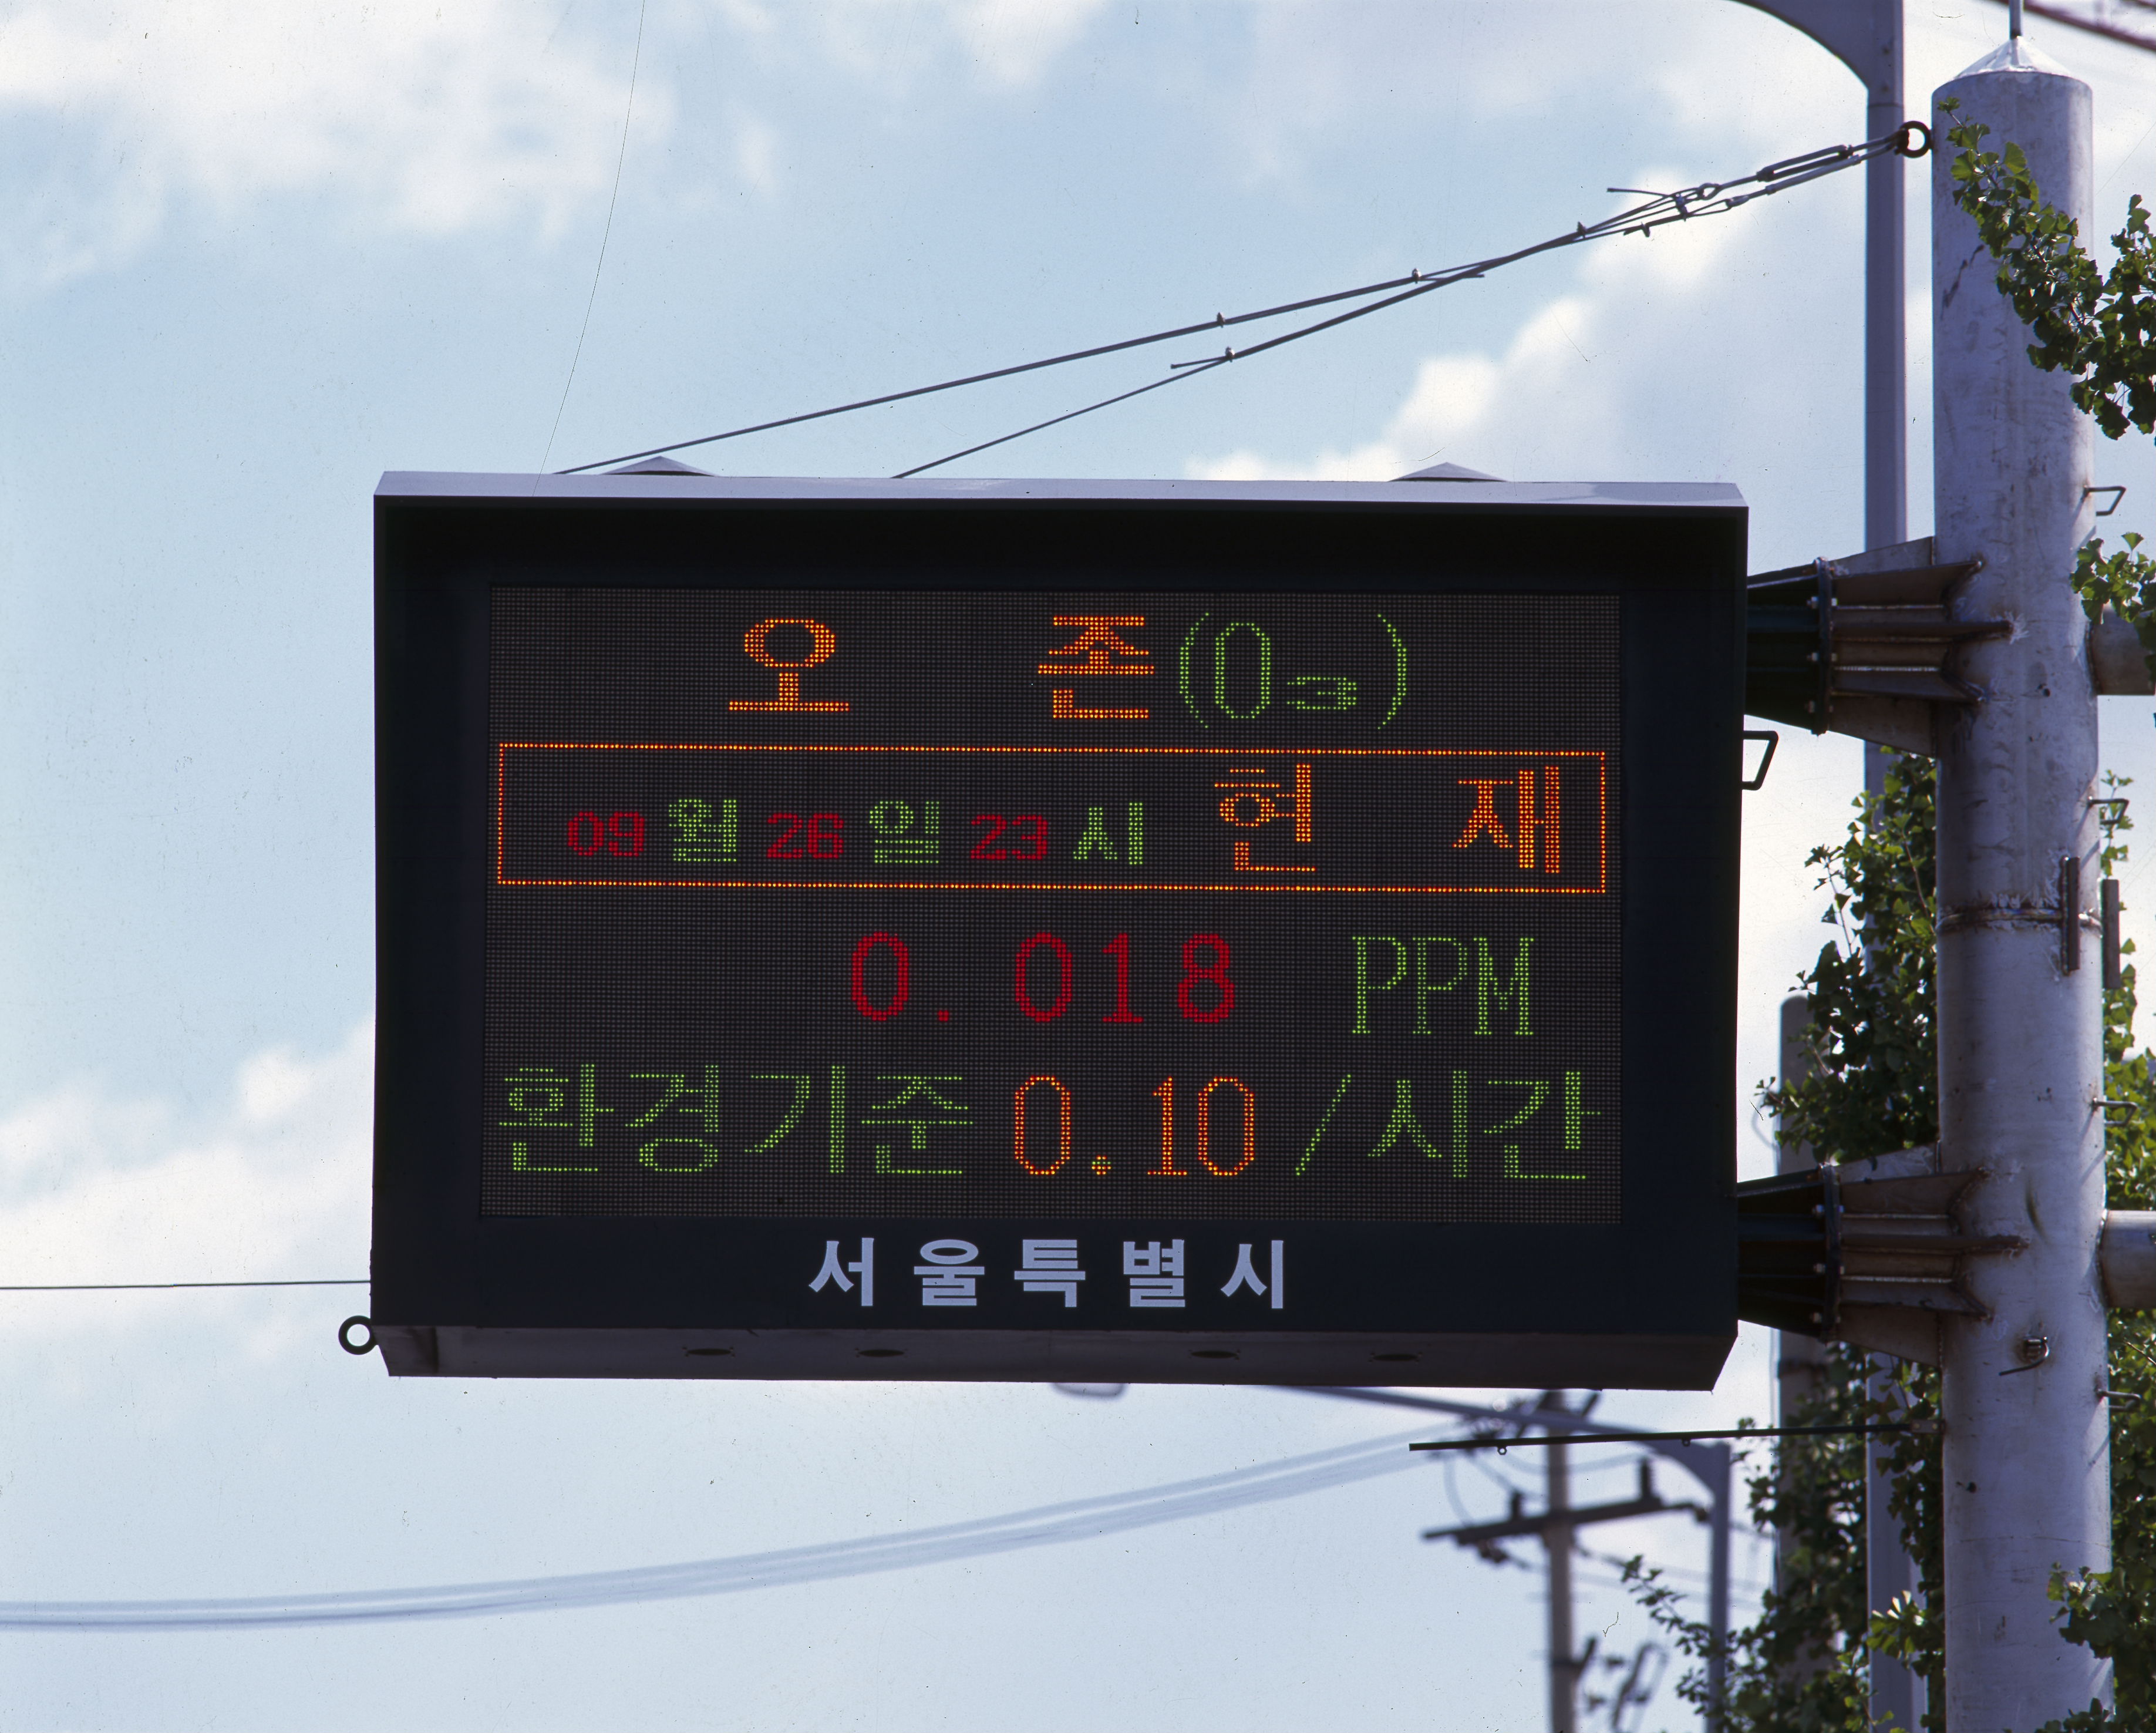 오 존(O₃)
09월 26일 23시 현 재
0.018 PPM
환경기준 0.10/시간
서울특별시